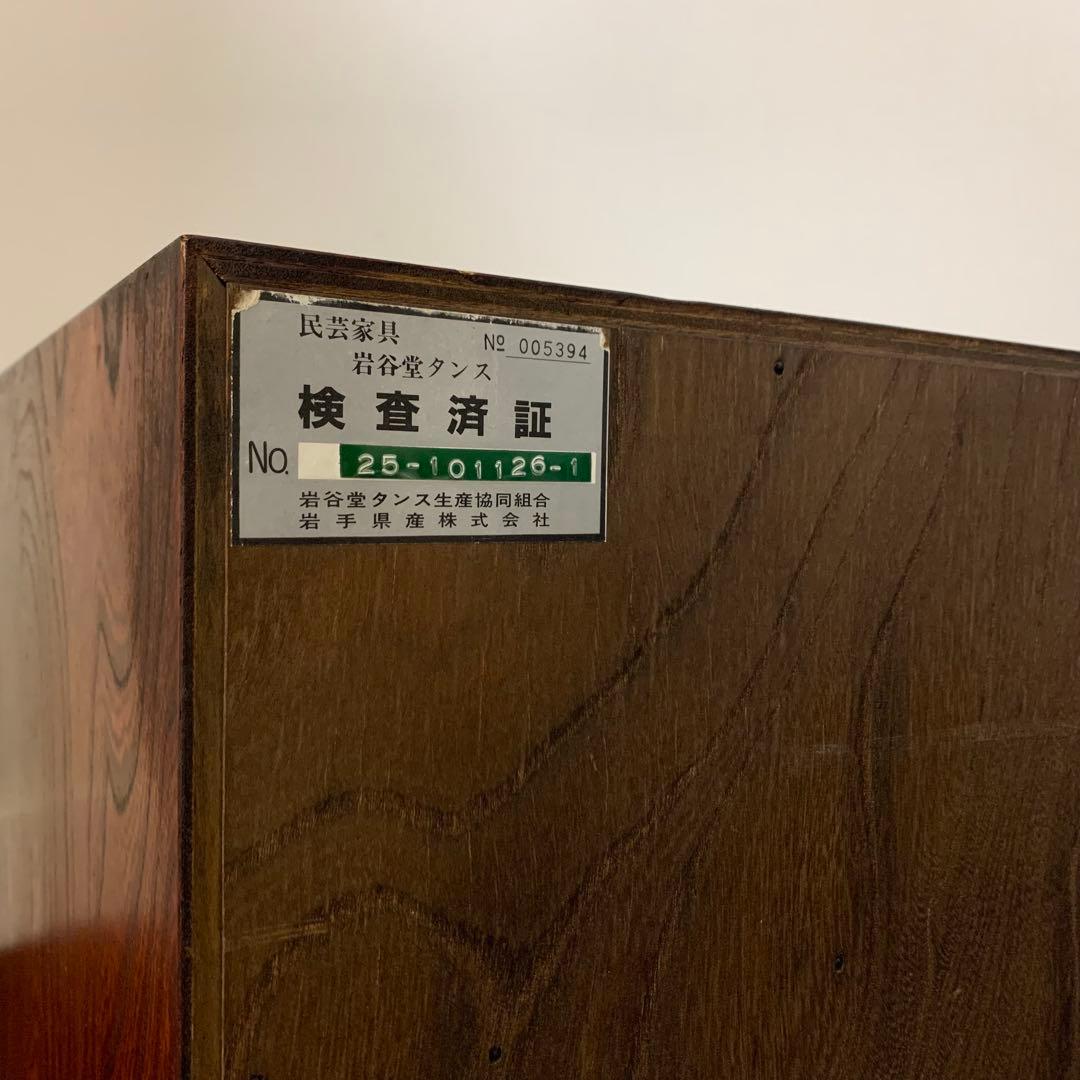 民芸家具
№ 005394
岩谷堂タンス
検査済証
No. 25-101126-1
岩谷堂タンス生産協同組合
岩手県産株式会社